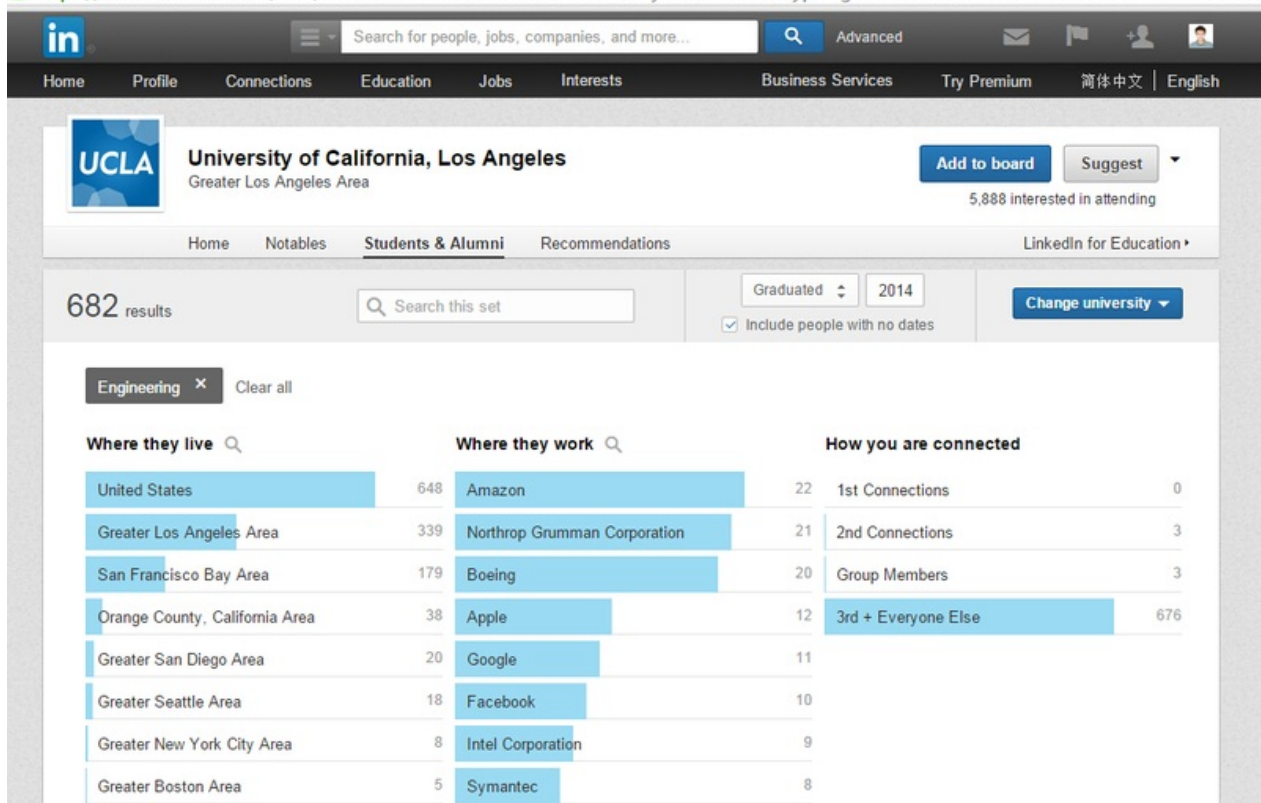 in
Search for people, jobs, companies, and more...
Advanced
Home Profile Connections Education Jobs Interests Business Services Try Premium 简体中文 | English
UCLA
University of California, Los Angeles
Greater Los Angeles Area
Add to board
Suggest
5,888 interested in attending
Home Notables Students & Alumni Recommendations LinkedIn for Education
682 results
Search this set
Graduated 2014
Include people with no dates
Change university
Engineering × Clear all
Where they live
United States 648
Greater Los Angeles Area 339
San Francisco Bay Area 179
Orange County, California Area 38
Greater San Diego Area 20
Greater Seattle Area 18
Greater New York City Area 8
Greater Boston Area 5
Where they work
Amazon 22
Northrop Grumman Corporation 21
Boeing 20
Apple 12
Google 11
Facebook 10
Intel Corporation 9
Symantec 8
How you are connected
1st Connections 0
2nd Connections 3
Group Members 3
3rd + Everyone Else 676